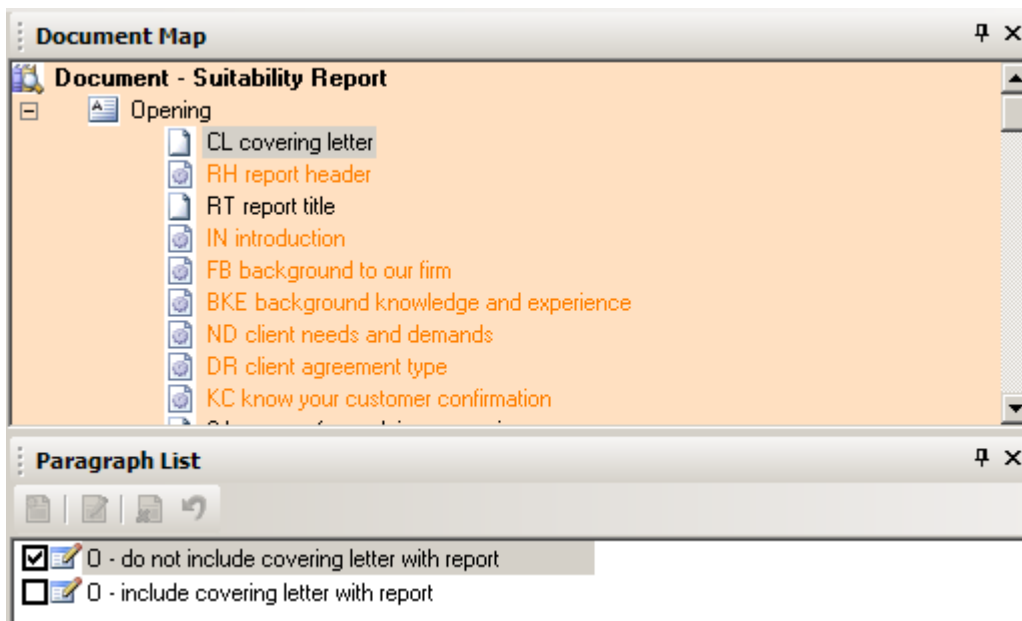 Document Map
Document - Suitability Report
Opening
CL covering letter
RH report header
RT report title
IN introduction
FB background to our firm
BKE background knowledge and experience
ND client needs and demands
DR client agreement type
KC know your customer confirmation
Paragraph List
O - do not include covering letter with report
O - include covering letter with report